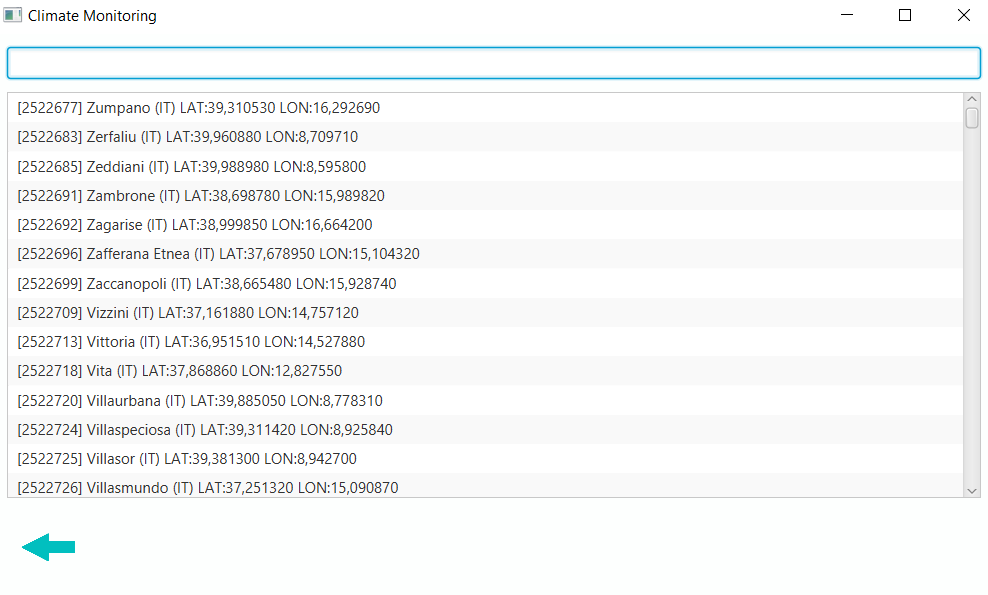 Climate Monitoring
[2522677] Zumpano (IT) LAT:39,310530 LON:16,292690
[2522683] Zerfaliu (IT) LAT:39,960880 LON:8,709710
[2522685] Zeddiani (IT) LAT:39,988980 LON:8,595800
[2522691] Zambrone (IT) LAT:38,698780 LON:15,989820
[2522692] Zagarise (IT) LAT:38,999850 LON:16,664200
[2522696] Zafferana Etnea (IT) LAT:37,678950 LON:15,104320
[2522699] Zaccanopoli (IT) LAT:38,665480 LON:15,928740
[2522709] Vizzini (IT) LAT:37,161880 LON:14,757120
[2522713] Vittoria (IT) LAT:36,951510 LON:14,527880
[2522718] Vita (IT) LAT:37,868860 LON:12,827550
[2522720] Villaurbana (IT) LAT:39,885050 LON:8,778310
[2522724] Villaspeciosa (IT) LAT:39,311420 LON:8,925840
[2522725] Villasor (IT) LAT:39,381300 LON:8,942700
[2522726] Villasmundo (IT) LAT:37,251320 LON:15,090870